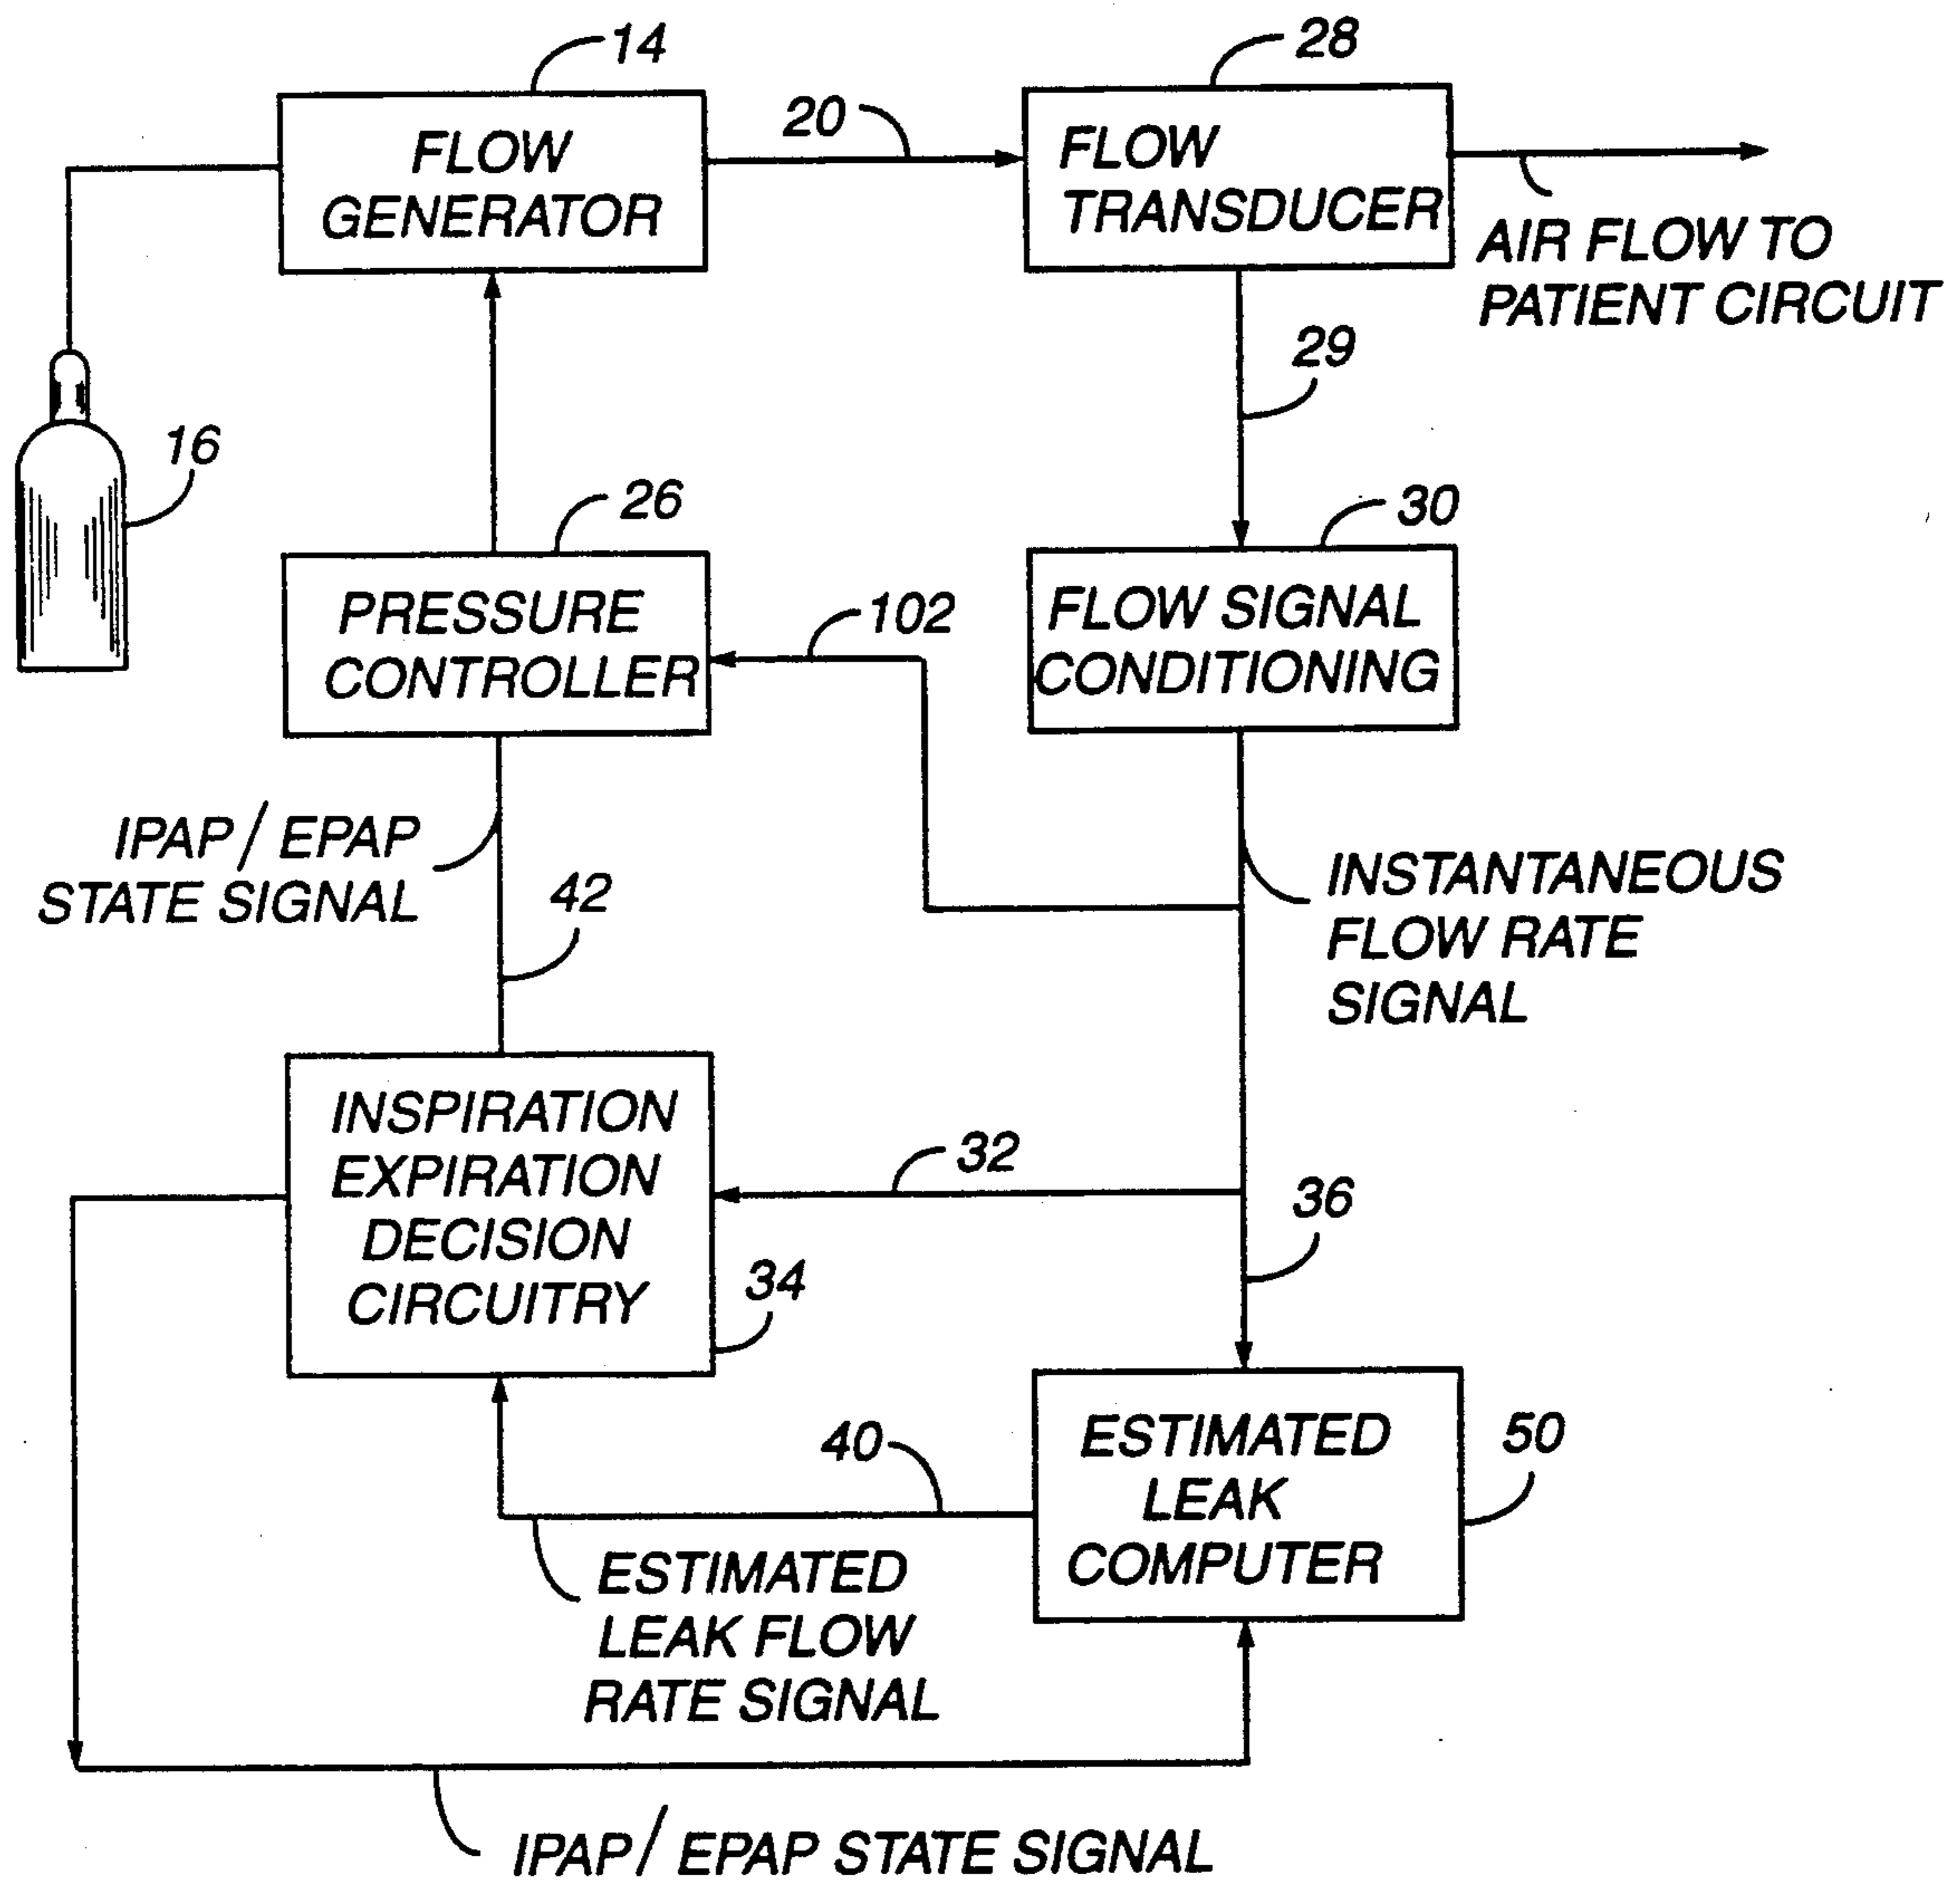 14
28
20
FLOW
GENERATOR
FLOW
TRANSDUCER
AIR FLOW TO
PATIENT CIRCUIT
29
16
26
30
PRESSURE
CONTROLLER
102
FLOW SIGNAL
CONDITIONING
IPAP/EPAP
STATE SIGNAL
42
INSTANTANEOUS
FLOW RATE
SIGNAL
INSPIRATION
EXPIRATION
DECISION
CIRCUITRY
32
36
34
40
ESTIMATED
LEAK
COMPUTER
50
ESTIMATED
LEAK FLOW
RATE SIGNAL
IPAP/EPAP STATE SIGNAL